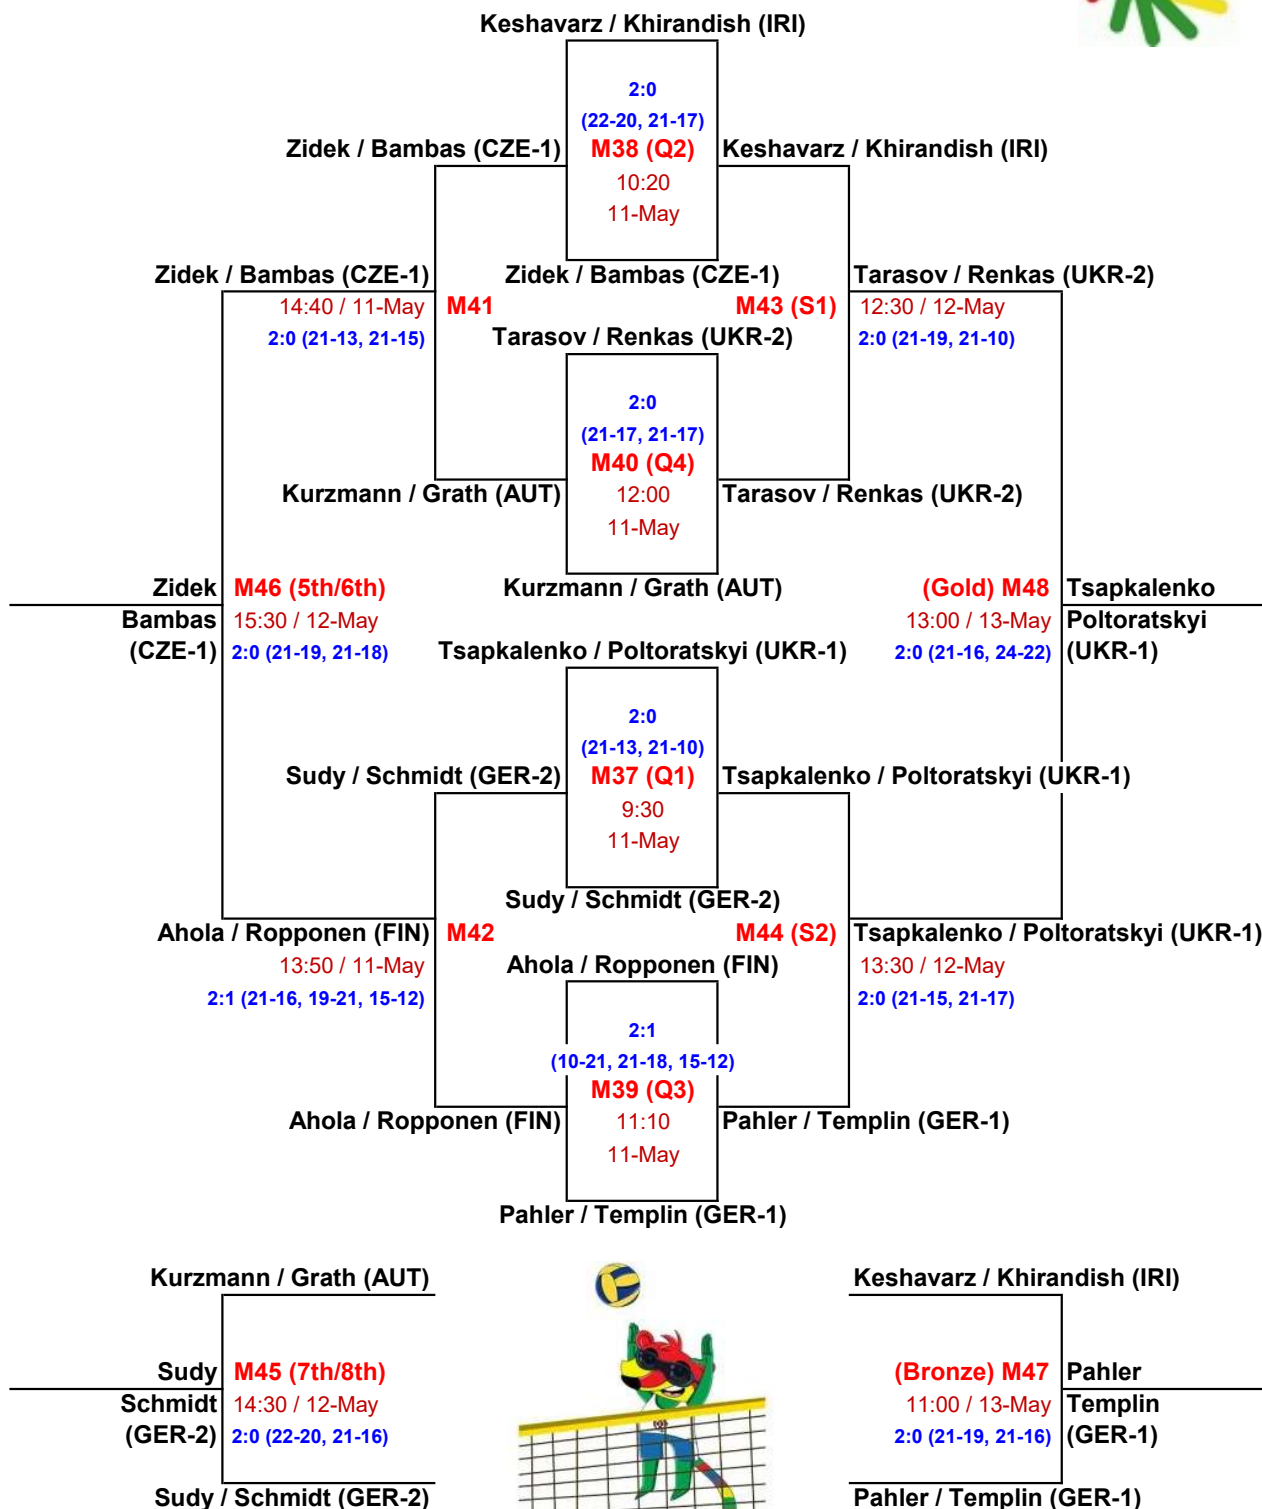 Keshavarz / Khirandish (IRI)
2:0
(22-20, 21-17)
Zidek / Bambas (CZE-1) M38 (Q2) Keshavarz / Khirandish (IRI)
10:20
11-May
Zidek / Bambas (CZE-1) Zidek / Bambas (CZE-1) Tarasov / Renkas (UKR-2)
14:40 / 11-May M41 M43 (S1) 12:30 / 12-May
2:0 (21-13, 21-15) Tarasov / Renkas (UKR-2) 2:0 (21-19, 21-10)
2:0
(21-17, 21-17)
M40 (Q4)
Kurzmann / Grath (AUT) 12:00 Tarasov / Renkas (UKR-2)
11-May
Zidek M46 (5th/6th) Kurzmann / Grath (AUT) (Gold) M48 Tsapkalenko
Bambas 15:30 / 12-May 13:00 / 13-May Poltoratskyi
(CZE-1) 2:0 (21-19, 21-18) Tsapkalenko / Poltoratskyi (UKR-1) 2:0 (21-16, 24-22) (UKR-1)
2:0
(21-13, 21-10)
Sudy / Schmidt (GER-2) M37 (Q1) Tsapkalenko / Poltoratskyi (UKR-1)
9:30
11-May
Sudy / Schmidt (GER-2)
Ahola / Ropponen (FIN) M42 M44 (S2) Tsapkalenko / Poltoratskyi (UKR-1)
13:50 / 11-May Ahola / Ropponen (FIN) 13:30 / 12-May
2:1 (21-16, 19-21, 15-12) 2:0 (21-15, 21-17)
2:1
(10-21, 21-18, 15-12)
M39 (Q3)
Ahola / Ropponen (FIN) 11:10 Pahler / Templin (GER-1)
11-May
Pahler / Templin (GER-1)
Kurzmann / Grath (AUT) Keshavarz / Khirandish (IRI)
Sudy M45 (7th/8th) (Bronze) M47 Pahler
Schmidt 14:30 / 12-May 11:00 / 13-May Templin
(GER-2) 2:0 (22-20, 21-16) 2:0 (21-19, 21-16) (GER-1)
Sudy / Schmidt (GER-2) Pahler / Templin (GER-1)